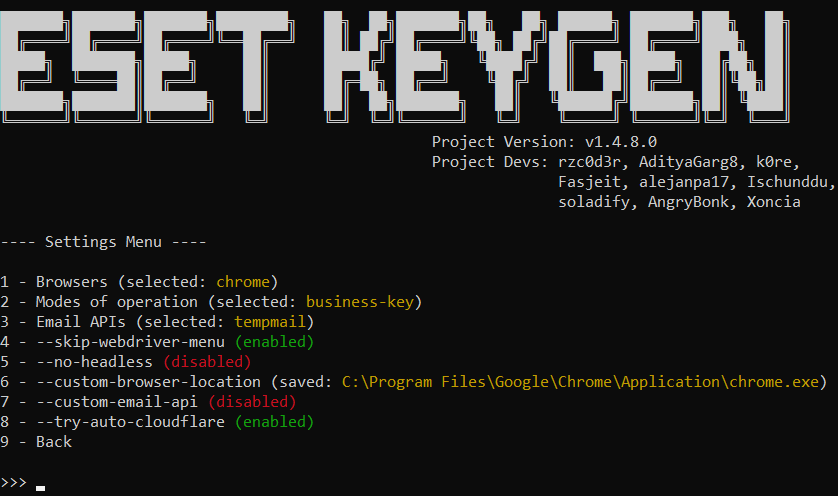 ESET KEYGEN
Project Version: v1.4.8.0
Project Devs: rzc0d3r, AdityaGarg8, k0re,
Fasjeit, alejanpa17, Ischunddu,
soladify, AngryBonk, Xoncia
---- Settings Menu ----
1 - Browsers (selected: chrome)
2 - Modes of operation (selected: business-key)
3 - Email APIs (selected: tempmail)
4 - --skip-webdriver-menu (enabled)
5 - --no-headless (disabled)
6 - --custom-browser-location (saved: C:\Program Files\Google\Chrome\Application\chrome.exe)
7 - --custom-email-api (disabled)
8 - --try-auto-cloudflare (enabled)
9 - Back
>>> _